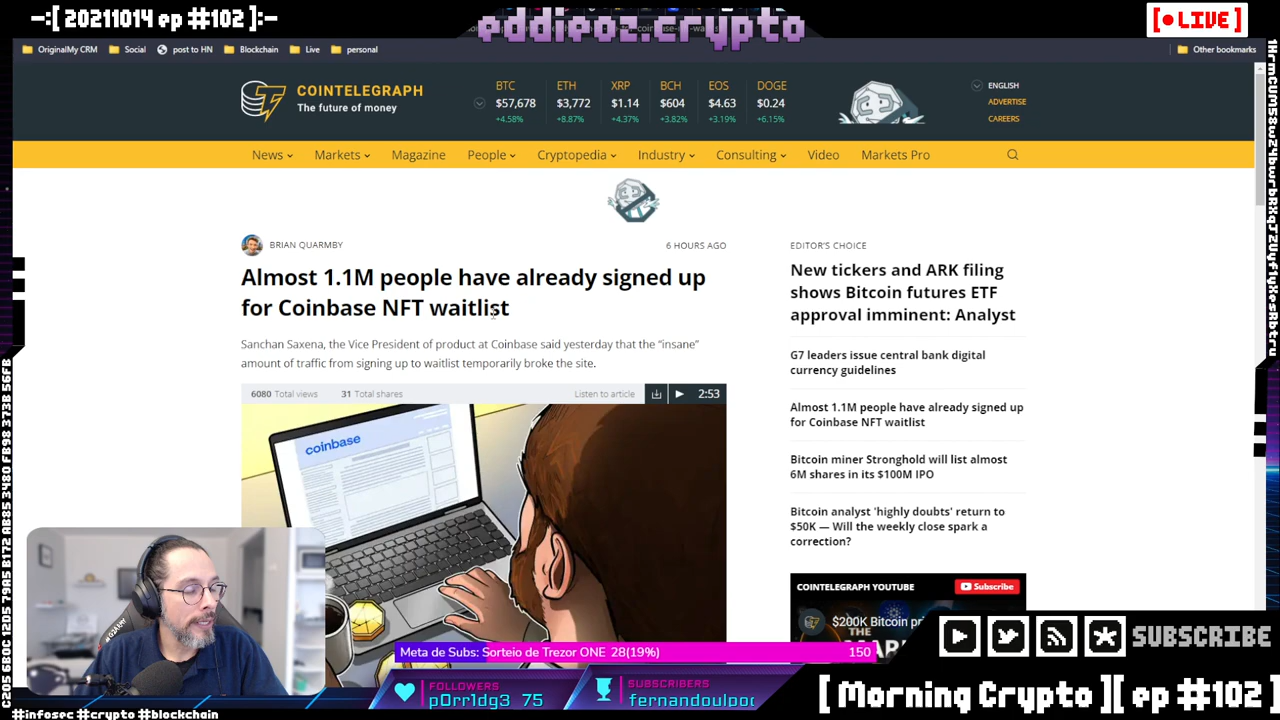 —:[ 20211014 ep #102 ]:—
eddieoz.crypto
[● LIVE]
OriginalMy CRM
Social
post to HN
Blockchain
Live
personal
Other bookmarks
COINTELEGRAPH
The future of money
BTC ETH XRP BCH EOS DOGE
$57,678 $3,772 $1.14 $604 $4.63 $0.24
+4.58% +8.87% +4.37% +3.82% +3.19% +6.15%
ENGLISH
ADVERTISE
CAREERS
News Markets Magazine People Cryptopedia Industry Consulting Video Markets Pro
BRIAN QUARMBY
6 HOURS AGO
Almost 1.1M people have already signed up
for Coinbase NFT waitlist
Sanchan Saxena, the Vice President of product at Coinbase said yesterday that the “insane”
amount of traffic from signing up to waitlist temporarily broke the site.
6080 Total views 31 Total shares
Listen to article
2:53
coinbase
EDITOR'S CHOICE
New tickers and ARK filing
shows Bitcoin futures ETF
approval imminent: Analyst
G7 leaders issue central bank digital
currency guidelines
Almost 1.1M people have already signed up
for Coinbase NFT waitlist
Bitcoin miner Stronghold will list almost
6M shares in its $100M IPO
Bitcoin analyst 'highly doubts' return to
$50K — Will the weekly close spark a
correction?
COINTELEGRAPH YOUTUBE
Subscribe
$200K Bitcoin pri
THE
Meta de Subs: Sorteio de Trezor ONE 28(19%)
150
FOLLOWERS
p0rr1dg3 75
SUBSCRIBERS
fernandoulpoc
SUBSCRIBE
[ Morning Crypto ][ ep #102 ]
#infosec #crypto #blockchain